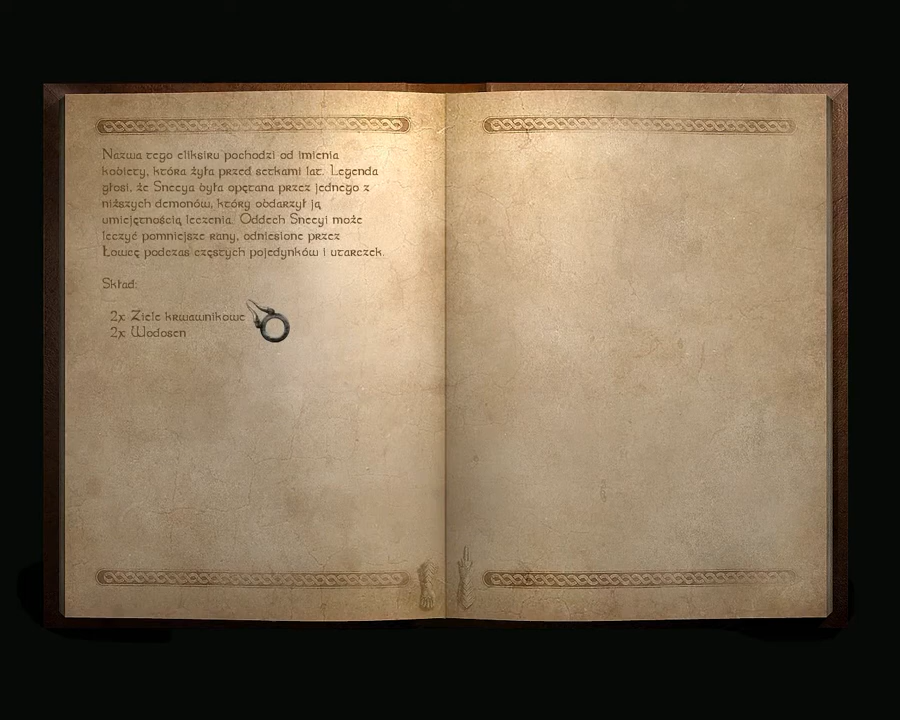 Nazwa tego eliksiru pochodzi od imienia
kobiety, która żyła przed setkami lat. Legenda
głosi, że Sneeya była opętana przez jednego z
niższych demonów, który obdarzył ją
umiejętnością leczenia. Oddech Sneeyi może
leczyć pomniejsze rany, odniesione przez
Łowcę podczas częstych pojedynków i utarczek.
Skład:
2x Ziele krwawnikowe
2x Wodosen